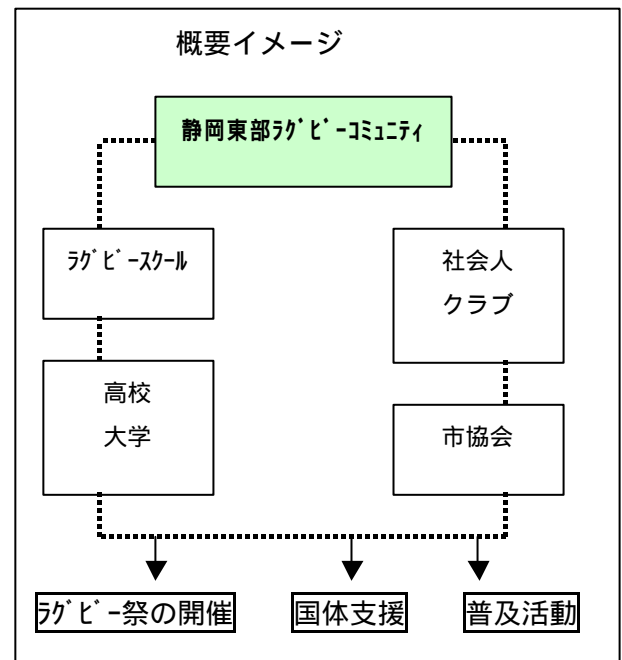 概要イメージ
静岡東部ﾗｸﾞﾋﾞｰｺﾐｭﾆﾃｨ
ﾗｸﾞﾋﾞｰｽｸｰﾙ
社会人
クラブ
高校
大学
市協会
ﾗｸﾞﾋﾞｰ祭の開催
国体支援
普及活動